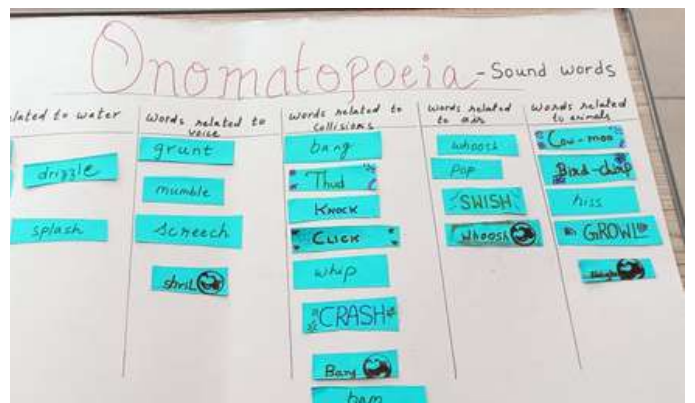 Onomatopoeia - Sound words
lated to water
drizzle
splash
Words related to
voice
grunt
mumble
Screech
shriL
Words related to
Collisions
bang
Thud
KNOCK
CLICK
whip
CRASH
Bang
bam
Words related
to air
whoosh
Pop
SWISH
Whoosh
Words related
to animals
Cow-moo
Bird-chirp
hiss
GROWL